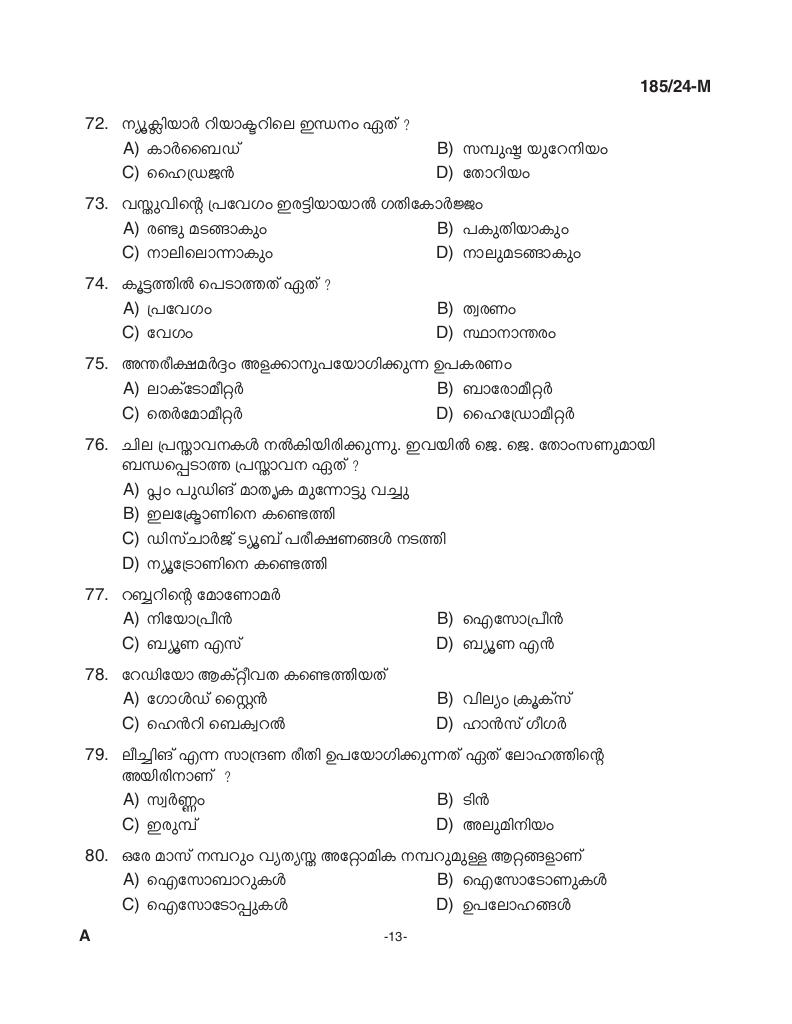 185/24-M
72. ന്യൂക്ലിയാർ റിയാക്ടറിലെ ഇന്ധനം ഏത് ?
A) കാർബൈഡ് B) സമ്പുഷ്ട യുറേനിയം
C) ഹൈഡ്രജൻ D) തോറിയം
73. വസ്തുവിന്റെ പ്രവേഗം ഇരട്ടിയായാൽ ഗതികോർജ്ജം
A) രണ്ടു മടങ്ങാകും B) പകുതിയാകും
C) നാലിലൊന്നാകും D) നാലുമടങ്ങാകും
74. കൂട്ടത്തിൽ പെടാത്തത് ഏത് ?
A) പ്രവേഗം B) ത്വരണം
C) വേഗം D) സ്ഥാനാന്തരം
75. അന്തരീക്ഷമർദ്ദം അളക്കാനുപയോഗിക്കുന്ന ഉപകരണം
A) ലാക്ടോമീറ്റർ B) ബാരോമീറ്റർ
C) തെർമോമീറ്റർ D) ഹൈഡ്രോമീറ്റർ
76. ചില പ്രസ്താവനകൾ നൽകിയിരിക്കുന്നു. ഇവയിൽ ജെ. ജെ. തോംസണുമായി
ബന്ധപ്പെടാത്ത പ്രസ്താവന ഏത് ?
A) പ്ലം പുഡിങ് മാതൃക മുന്നോട്ടു വച്ചു
B) ഇലക്ട്രോണിനെ കണ്ടെത്തി
C) ഡിസ്ചാർജ് ട്യൂബ് പരീക്ഷണങ്ങൾ നടത്തി
D) ന്യൂട്രോണിനെ കണ്ടെത്തി
77. റബ്ബറിന്റെ മോണോമർ
A) നിയോപ്രീൻ B) ഐസോപ്രീൻ
C) ബ്യൂണ എസ് D) ബ്യൂണ എൻ
78. റേഡിയോ ആക്റ്റീവത കണ്ടെത്തിയത്
A) ഗോൾഡ് സ്റ്റൈൻ B) വില്യം ക്രൂക്സ്
C) ഹെൻറി ബെക്വറൽ D) ഹാൻസ് ഗീഗർ
79. ലീച്ചിങ് എന്ന സാന്ദ്രണ രീതി ഉപയോഗിക്കുന്നത് ഏത് ലോഹത്തിന്റെ
അയിരിനാണ് ?
A) സ്വർണ്ണം B) ടിൻ
C) ഇരുമ്പ് D) അലുമിനിയം
80. ഒരേ മാസ് നമ്പറും വ്യത്യസ്ത അറ്റോമിക നമ്പറുമുള്ള ആറ്റങ്ങളാണ്
A) ഐസോബാറുകൾ B) ഐസോടോണുകൾ
C) ഐസോടോപ്പുകൾ D) ഉപലോഹങ്ങൾ
A -13-